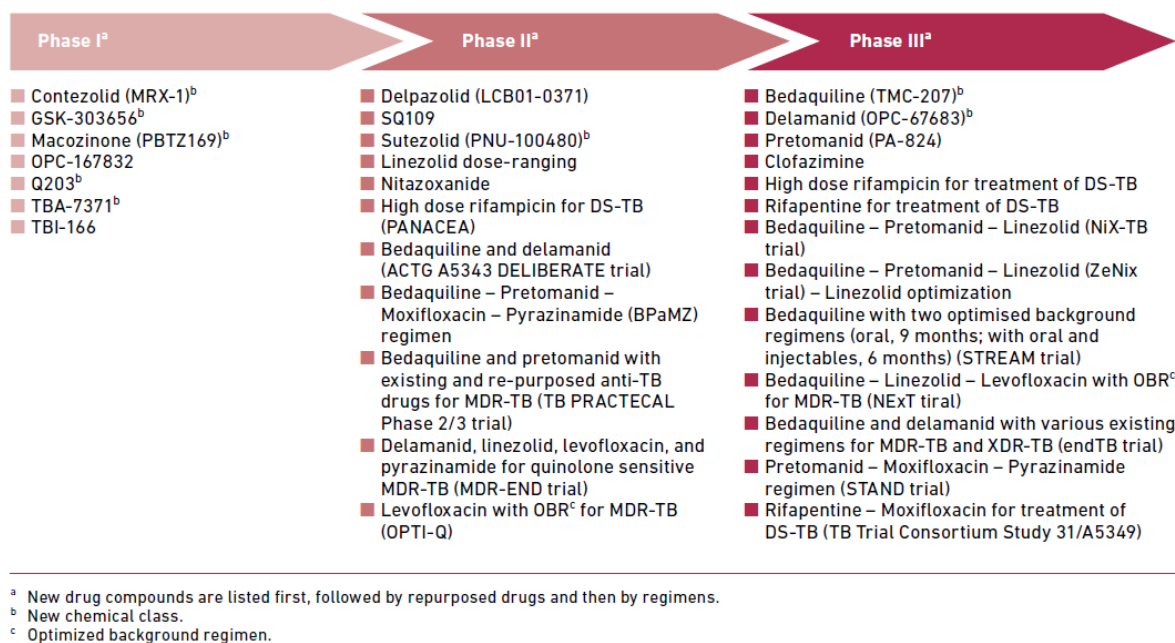 Phase Iª
Contezolid (MRX-1)ᵇ
GSK-303656ᵇ
Macozinone (PBTZ169)ᵇ
OPC-167832
Q203ᵇ
TBA-7371ᵇ
TBI-166
Phase IIª
Delpazolid (LCB01-0371)
SQ109
Sutezolid (PNU-100480)ᵇ
Linezolid dose-ranging
Nitazoxanide
High dose rifampicin for DS-TB
(PANACEA)
Bedaquiline and delamanid
(ACTG A5343 DELIBERATE trial)
Bedaquiline – Pretomanid –
Moxifloxacin – Pyrazinamide (BPaMZ)
regimen
Bedaquiline and pretomanid with
existing and re-purposed anti-TB
drugs for MDR-TB (TB PRACTECAL
Phase 2/3 trial)
Delamanid, linezolid, levofloxacin, and
pyrazinamide for quinolone sensitive
MDR-TB (MDR-END trial)
Levofloxacin with OBRᶜ for MDR-TB
(OPTI-Q)
Phase IIIª
Bedaquiline (TMC-207)ᵇ
Delamanid (OPC-67683)ᵇ
Pretomanid (PA-824)
Clofazimine
High dose rifampicin for treatment of DS-TB
Rifapentine for treatment of DS-TB
Bedaquiline – Pretomanid – Linezolid (NiX-TB
trial)
Bedaquiline – Pretomanid – Linezolid (ZeNix
trial) – Linezolid optimization
Bedaquiline with two optimised background
regimens (oral, 9 months; with oral and
injectables, 6 months) (STREAM trial)
Bedaquiline – Linezolid – Levofloxacin with OBRᶜ
for MDR-TB (NExT tiral)
Bedaquiline and delamanid with various existing
regimens for MDR-TB and XDR-TB (endTB trial)
Pretomanid – Moxifloxacin – Pyrazinamide
regimen (STAND trial)
Rifapentine – Moxifloxacin for treatment of
DS-TB (TB Trial Consortium Study 31/A5349)
ª New drug compounds are listed first, followed by repurposed drugs and then by regimens.
ᵇ New chemical class.
ᶜ Optimized background regimen.